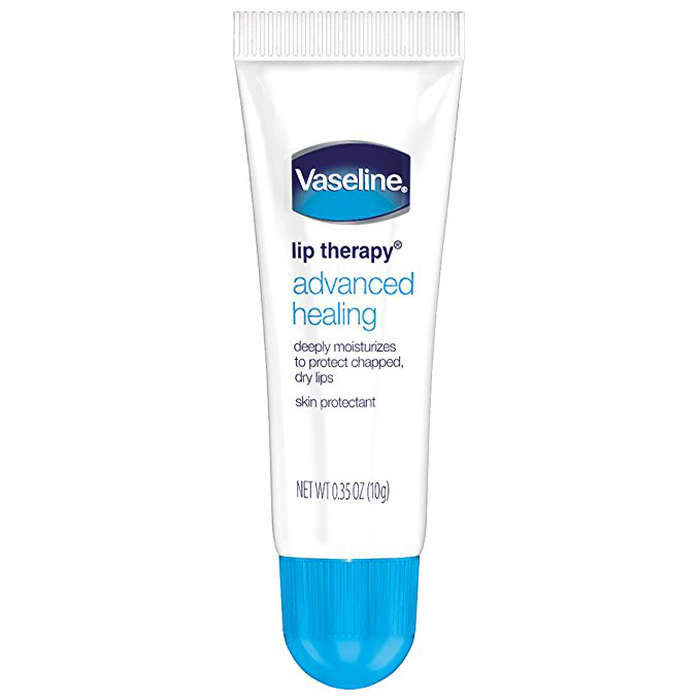 Vaseline®
lip therapy®
advanced
healing
deeply moisturizes
to protect chapped,
dry lips
skin protectant
NET WT 0.35 OZ (10g)